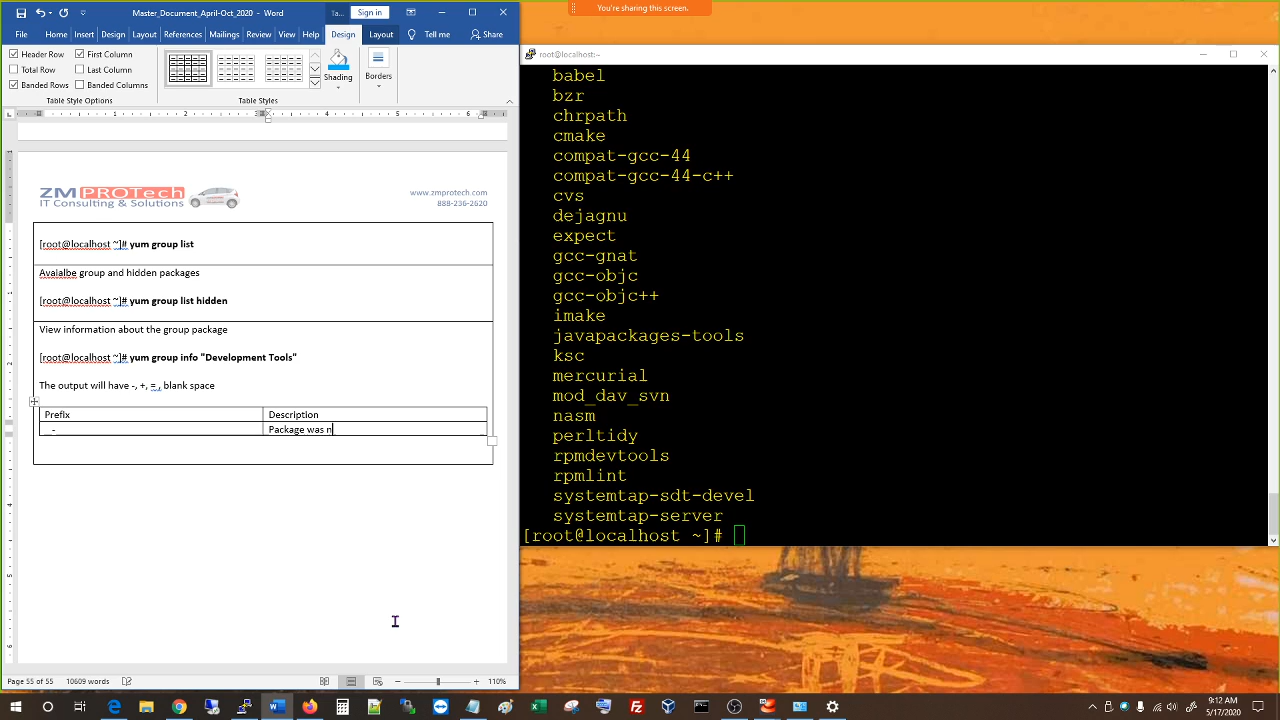 You're sharing this screen.
Master_Document_April-Oct_2020 - Word
Ta...
Sign in
File Home Insert Design Layout References Mailings Review View Help Design Layout Tell me Share
Header Row First Column
Total Row Last Column
Banded Rows Banded Columns
Shading
Borders
Table Style Options
Table Styles
ZM PROTech
IT Consulting & Solutions
www.zmprotech.com
888-236-2620
[root@localhost ~]# yum group list
Avaialbe group and hidden packages
[root@localhost ~]# yum group list hidden
View information about the group package
[root@localhost ~]# yum group info "Development Tools"
The output will have -, +, =, blank space
Prefix Description
- Package was n
Page 55 of 55 10609 words
110%
root@localhost:~
babel
bzr
chrpath
cmake
compat-gcc-44
compat-gcc-44-c++
cvs
dejagnu
expect
gcc-gnat
gcc-objc
gcc-objc++
imake
javapackages-tools
ksc
mercurial
mod_dav_svn
nasm
perltidy
rpmdevtools
rpmlint
systemtap-sdt-devel
systemtap-server
[root@localhost ~]#
9:12 AM
5/17/2020